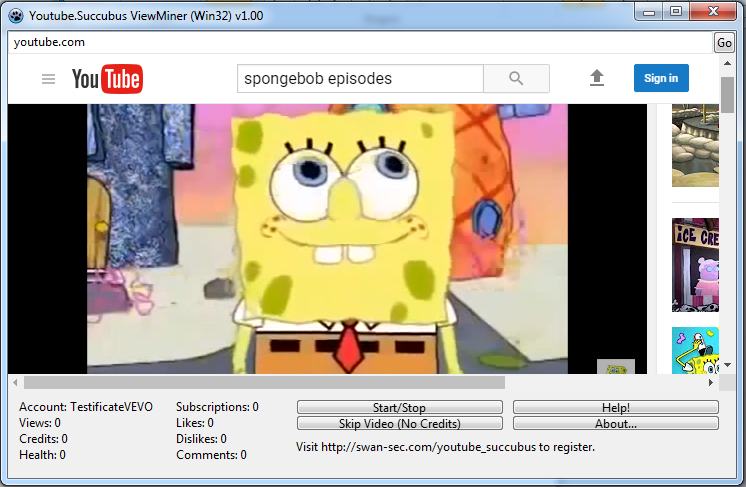 Youtube.Succubus ViewMiner (Win32) v1.00
youtube.com
Go
YouTube
spongebob episodes
Sign in
ICE CRE
Account: TestificateVEVO
Views: 0
Credits: 0
Health: 0
Subscriptions: 0
Likes: 0
Dislikes: 0
Comments: 0
Start/Stop
Skip Video (No Credits)
Help!
About...
Visit http://swan-sec.com/youtube_succubus to register.